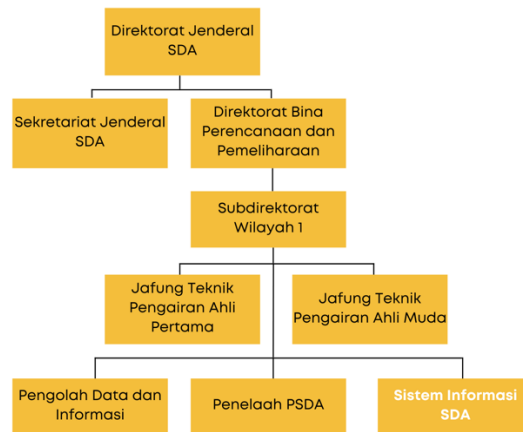 Direktorat Jenderal
SDA
Sekretariat Jenderal
SDA
Direktorat Bina
Perencanaan dan
Pemeliharaan
Subdirektorat
Wilayah 1
Jafung Teknik
Pengairan Ahli
Pertama
Jafung Teknik
Pengairan Ahli Muda
Pengolah Data dan
Informasi
Penelaah PSDA
Sistem Informasi
SDA